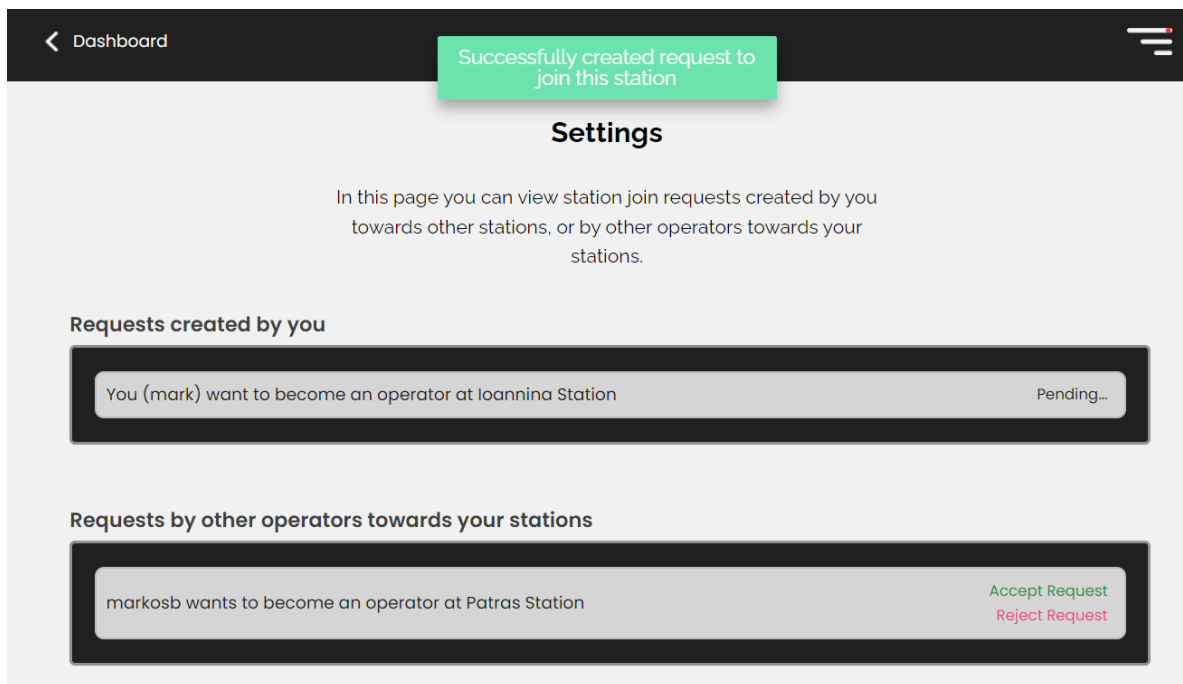 Dashboard
Successfully created request to
join this station
Settings
In this page you can view station join requests created by you
towards other stations, or by other operators towards your
stations.
Requests created by you
You (mark) want to become an operator at Ioannina Station
Pending...
Requests by other operators towards your stations
markosb wants to become an operator at Patras Station
Accept Request
Reject Request